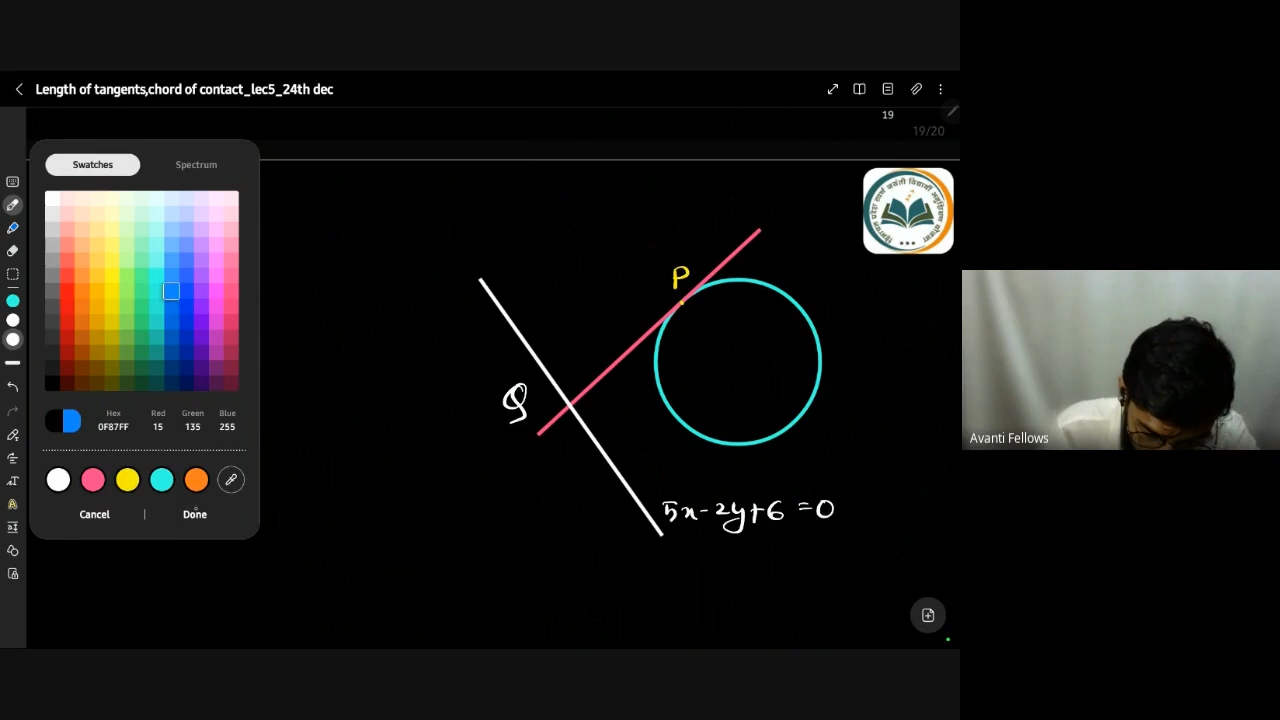 Length of tangents,chord of contact_lec5_24th dec
19
19/20
Swatches
Spectrum
P
Q
Hex
Red
Green
Blue
0F87FF
15
135
255
Avanti Fellows
5x-2y+6 =0
Cancel
Done